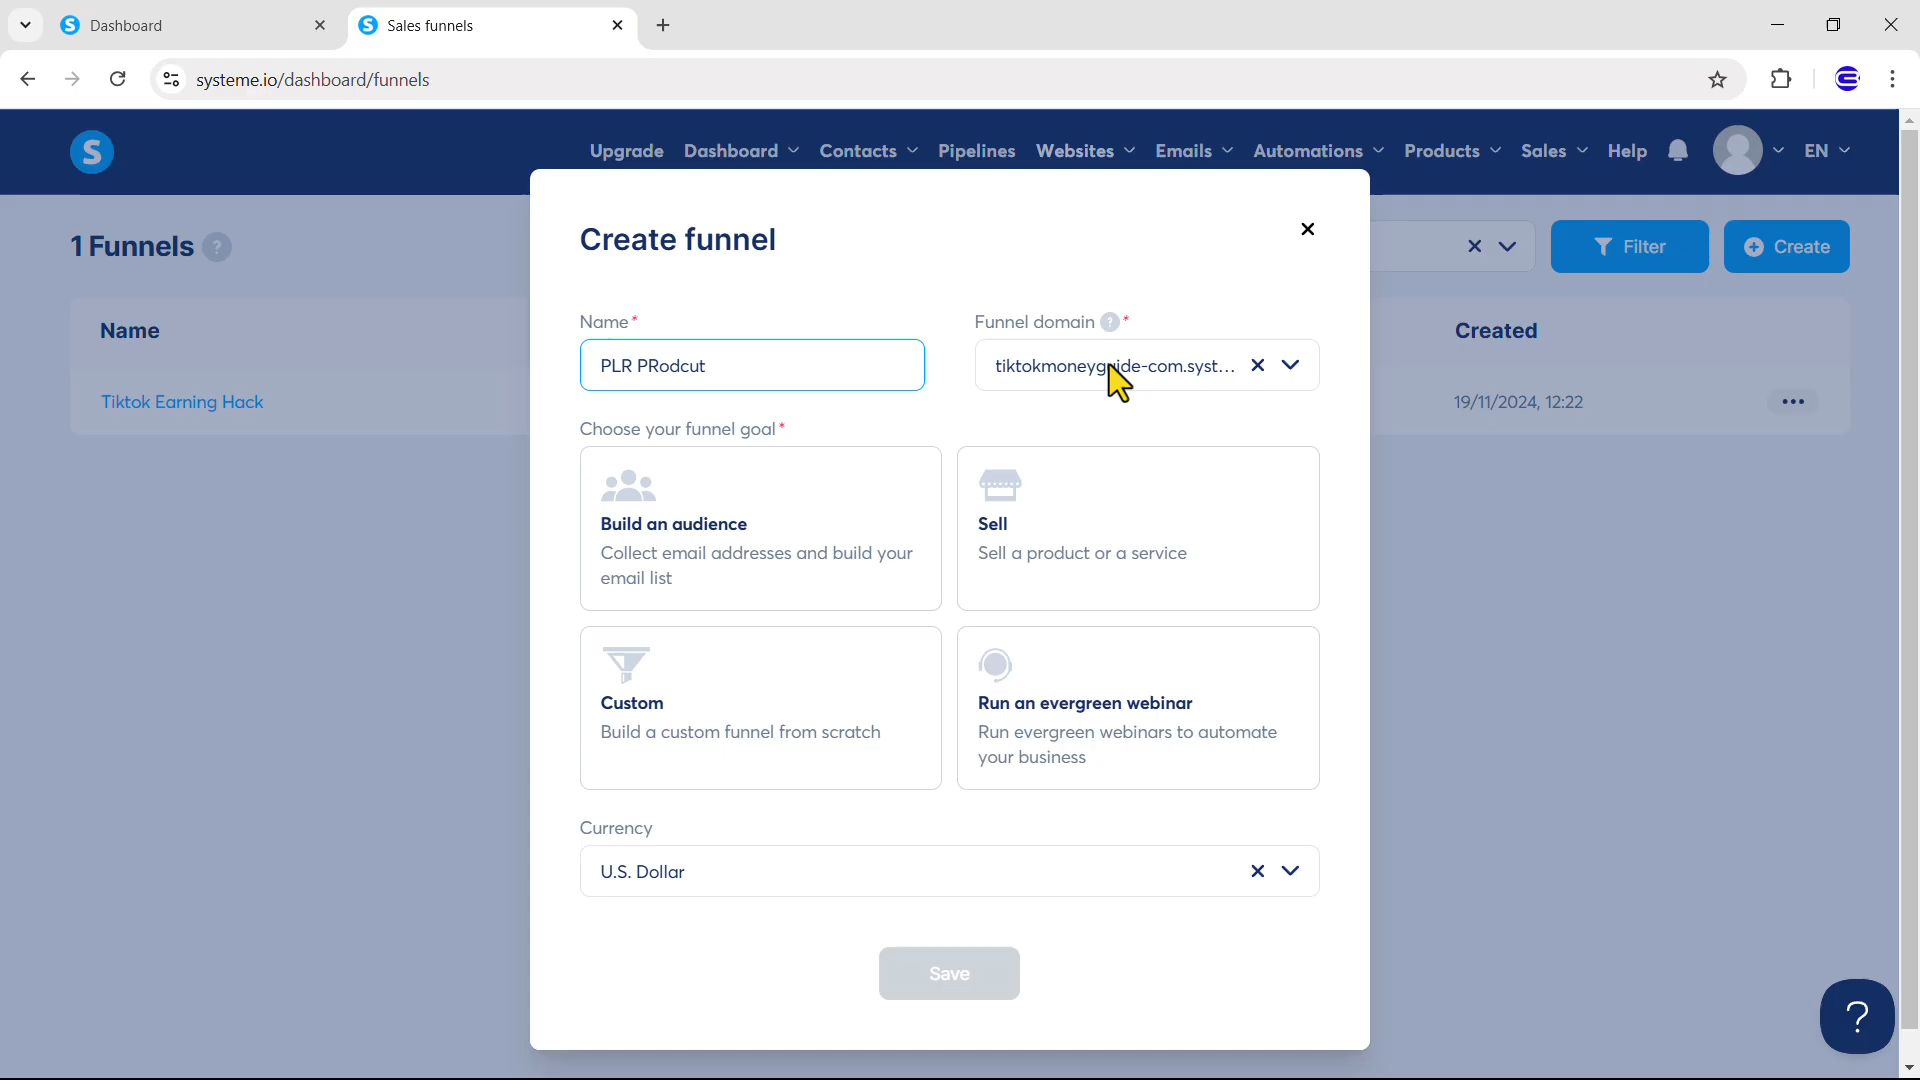 Dashboard
Sales funnels
systeme.io/dashboard/funnels
S
Upgrade Dashboard Contacts Pipelines Websites Emails Automations Products Sales Help EN
1 Funnels ?
Filter
Create
Name
Created
Tiktok Earning Hack
19/11/2024, 12:22
Create funnel
Name*
Funnel domain ? *
PLR PRodcut
tiktokmoneyguide-com.syst...
Choose your funnel goal *
Build an audience
Collect email addresses and build your
email list
Sell
Sell a product or a service
Custom
Build a custom funnel from scratch
Run an evergreen webinar
Run evergreen webinars to automate
your business
Currency
U.S. Dollar
Save
?